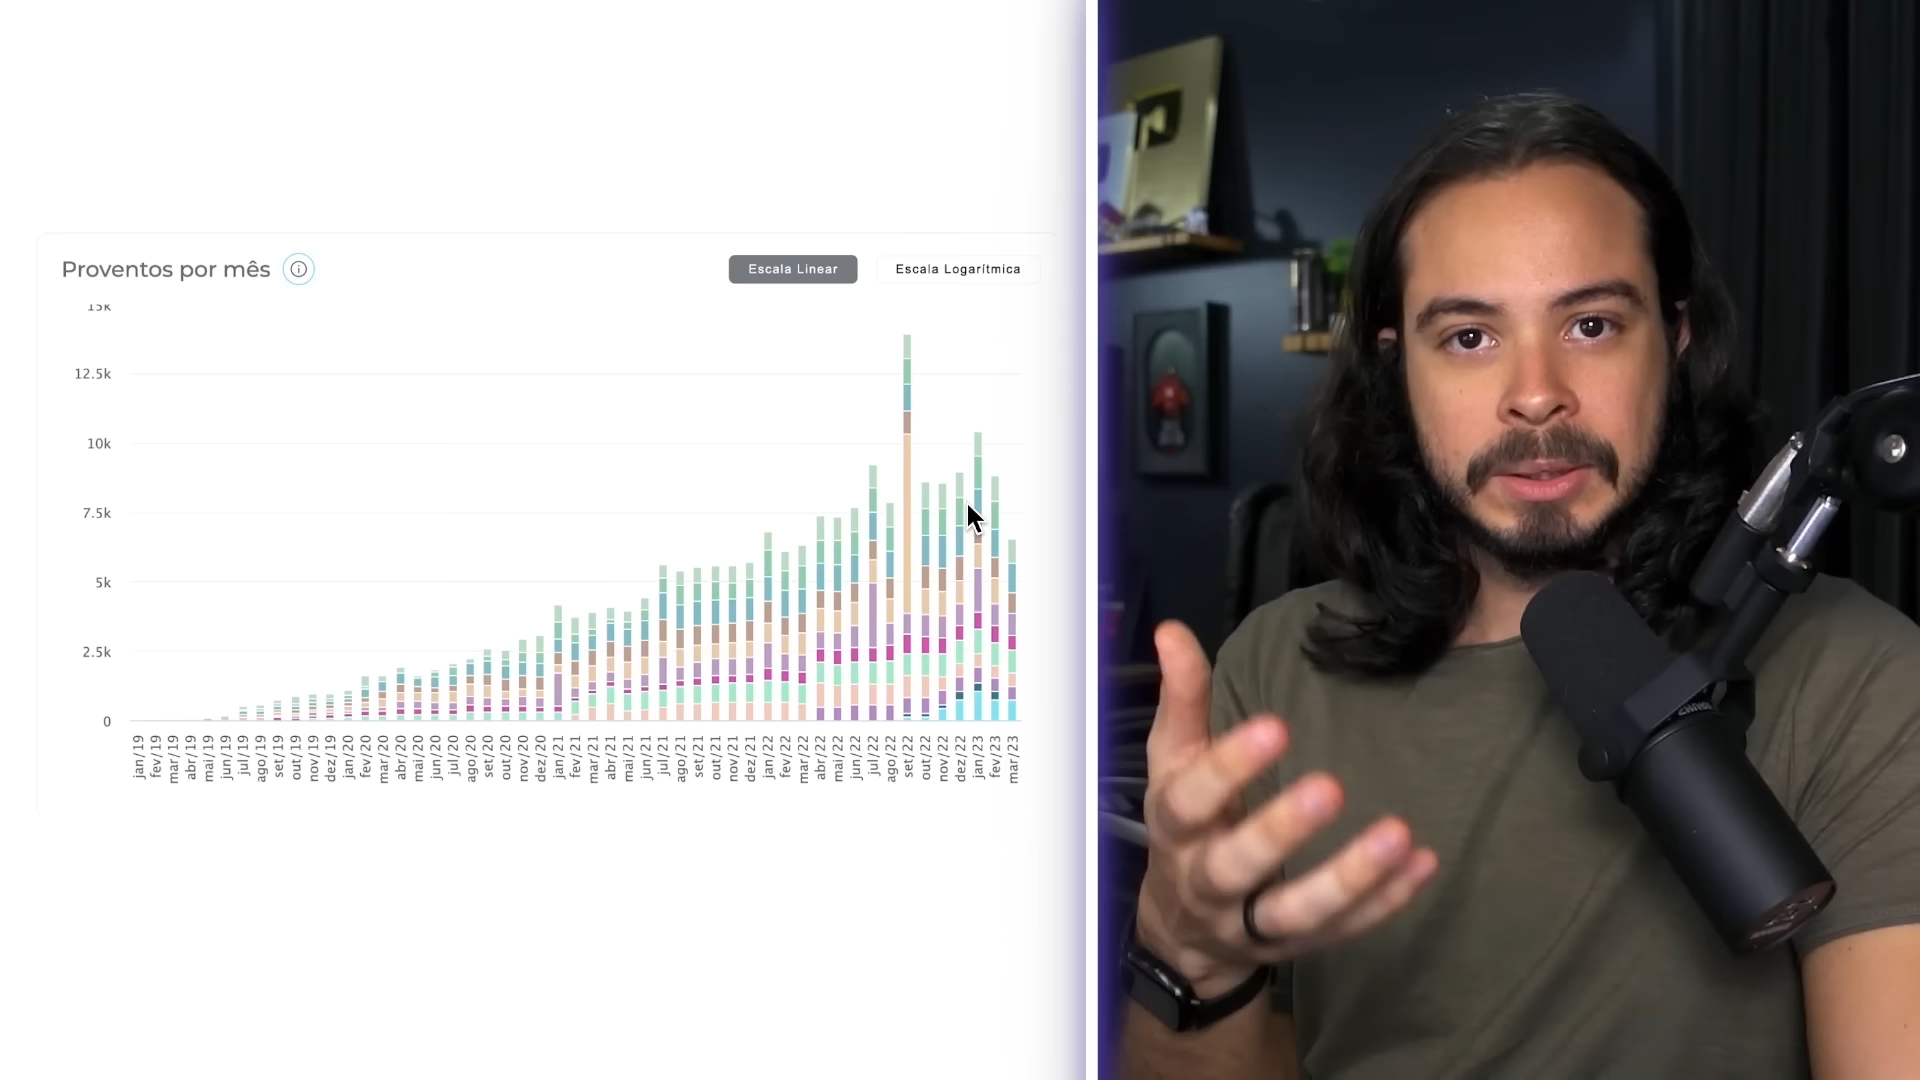 Proventos por mês
Escala Linear
Escala Logarítmica
15k
12.5k
10k
7.5k
5k
2.5k
0
jan/19
fev/19
mar/19
abr/19
mai/19
jun/19
jul/19
ago/19
set/19
out/19
nov/19
dez/19
jan/20
fev/20
mar/20
abr/20
mai/20
jun/20
jul/20
ago/20
set/20
out/20
nov/20
dez/20
jan/21
fev/21
mar/21
abr/21
mai/21
jun/21
jul/21
ago/21
set/21
out/21
nov/21
dez/21
jan/22
fev/22
mar/22
abr/22
mai/22
jun/22
jul/22
ago/22
set/22
out/22
nov/22
dez/22
jan/23
fev/23
mar/23